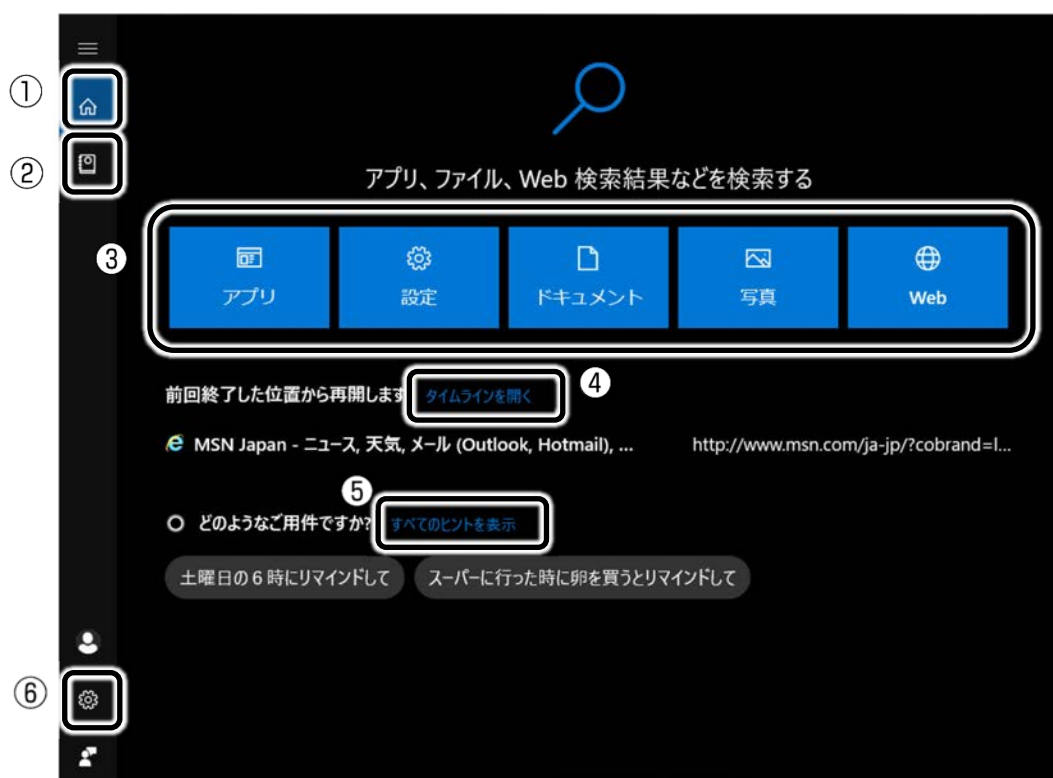 ①
②
アプリ、ファイル、Web 検索結果などを検索する
③
アプリ
設定
ドキュメント
写真
Web
④
前回終了した位置から再開します タイムラインを開く
MSN Japan - ニュース, 天気, メール (Outlook, Hotmail), ...
http://www.msn.com/ja-jp/?cobrand=l...
⑤
どのようなご用件ですか? すべてのヒントを表示
土曜日の 6 時にリマインドして
スーパーに行った時に卵を買うとリマインドして
⑥